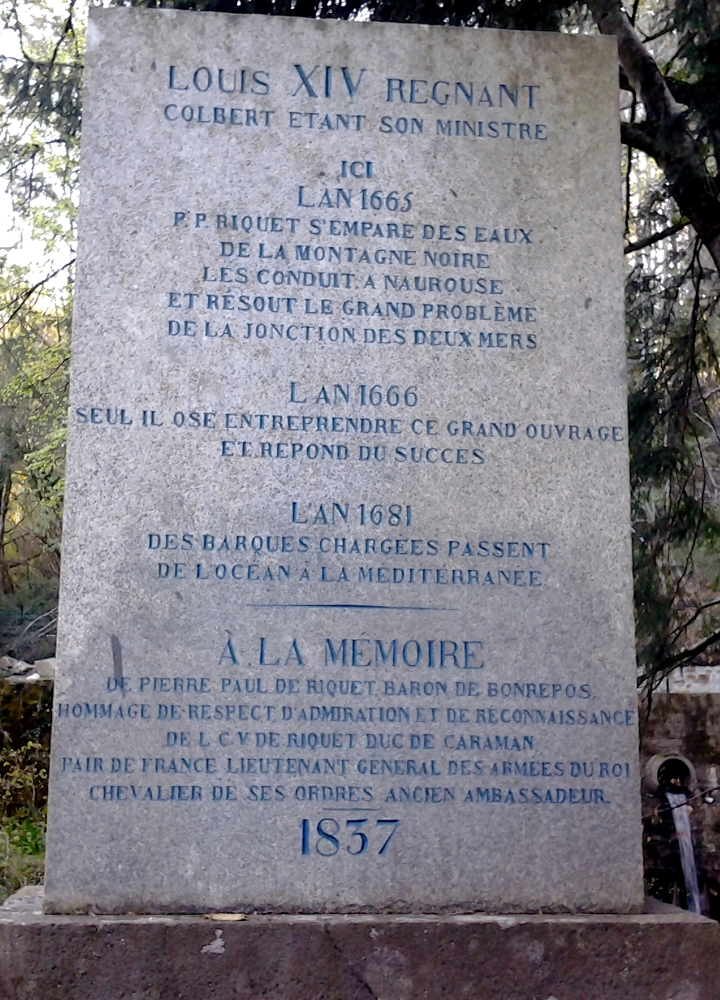 LOUIS XIV REGNANT
COLBERT ETANT SON MINISTRE
ICI
L'AN 1665
P. P. RIQUET S'EMPARE DES EAUX
DE LA MONTAGNE NOIRE
LES CONDUIT A NAUROUSE
ET RÉSOUT LE GRAND PROBLÈME
DE LA JONCTION DES DEUX MERS
L'AN 1666
SEUL IL OSE ENTREPRENDRE CE GRAND OUVRAGE
ET REPOND DU SUCCES
L'AN 1681
DES BARQUES CHARGÉES PASSENT
DE L'OCÉAN À LA MÉDITERRANÉE
À LA MÉMOIRE
DE PIERRE PAUL DE RIQUET, BARON DE BONREPOS,
HOMMAGE DE RESPECT, D'ADMIRATION ET DE RECONNAISSANCE
DE L C V DE RIQUET DUC DE CARAMAN
PAIR DE FRANCE LIEUTENANT GÉNÉRAL DES ARMÉES DU ROI
CHEVALIER DE SES ORDRES ANCIEN AMBASSADEUR.
1837